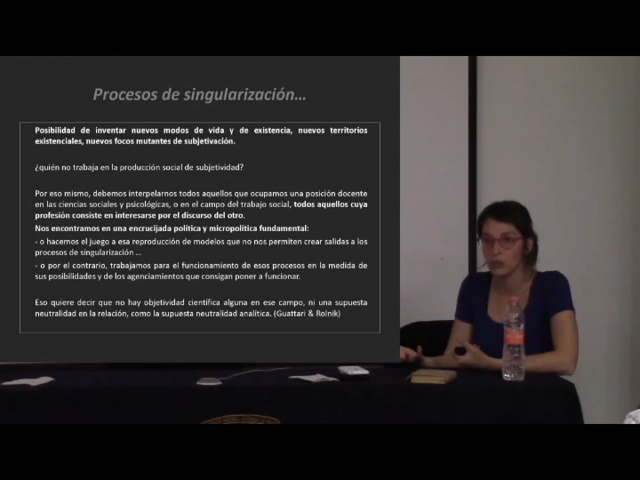 Procesos de singularización...
Posibilidad de inventar nuevos modos de vida y de existencia, nuevos territorios
existenciales, nuevos focos mutantes de subjetivación.
¿quién no trabaja en la producción social de subjetividad?
Por eso mismo, debemos interpelarnos todos aquellos que ocupamos una posición docente
en las ciencias sociales y psicológicas, o en el campo del trabajo social, todos aquellos cuya
profesión consiste en interesarse por el discurso del otro.
Nos encontramos en una encrucijada política y micropolítica fundamental:
- o hacemos el juego a esa reproducción de modelos que no nos permiten crear salidas a los
procesos de singularización ...
- o por el contrario, trabajamos para el funcionamiento de esos procesos en la medida de
sus posibilidades y de los agenciamientos que consigan poner a funcionar.
Eso quiere decir que no hay objetividad científica alguna en ese campo, ni una supuesta
neutralidad en la relación, como la supuesta neutralidad analítica. (Guattari & Rolnik)